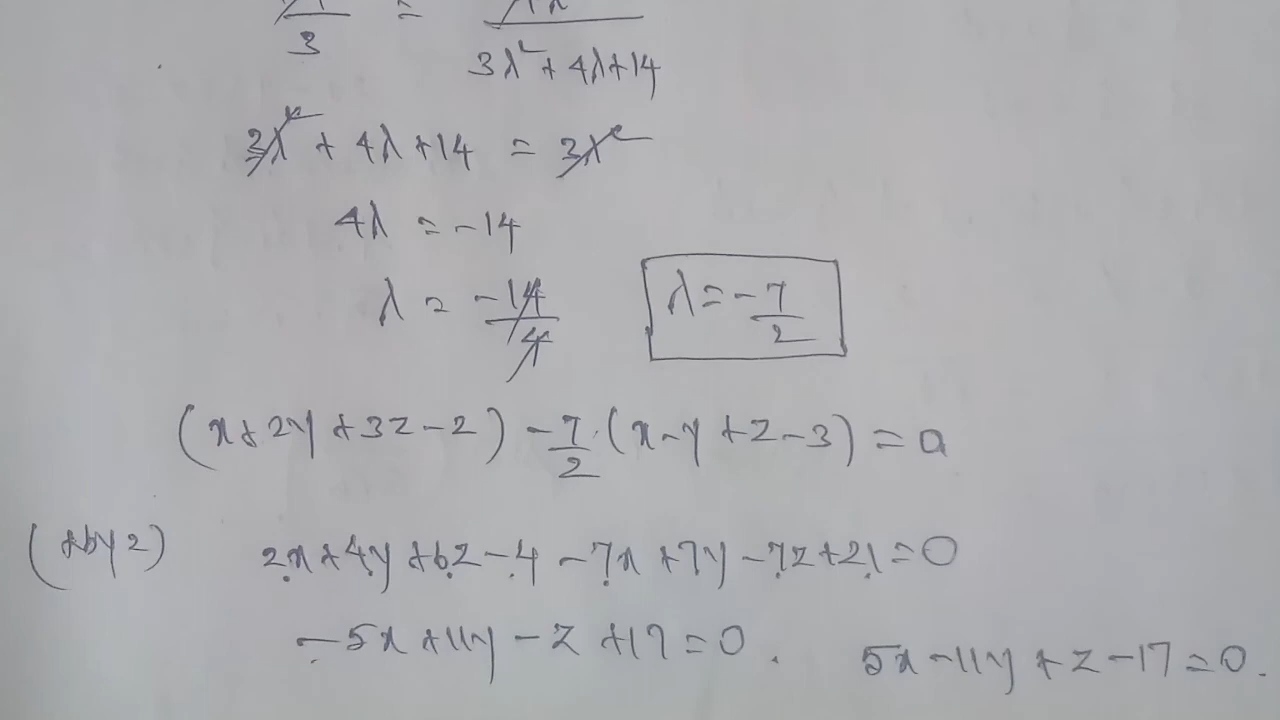 3 = 3λ² + 4λ + 14
3λ² + 4λ + 14 = 3λ²
4λ = -14
λ = -14/4 λ = -7/2
(x + 2y + 3z - 2) - 7/2 (x - y + z - 3) = 0
(×by 2) 2x + 4y + 6z - 4 - 7x + 7y - 7z + 21 = 0
-5x + 11y - z + 17 = 0. 5x - 11y + z - 17 = 0.